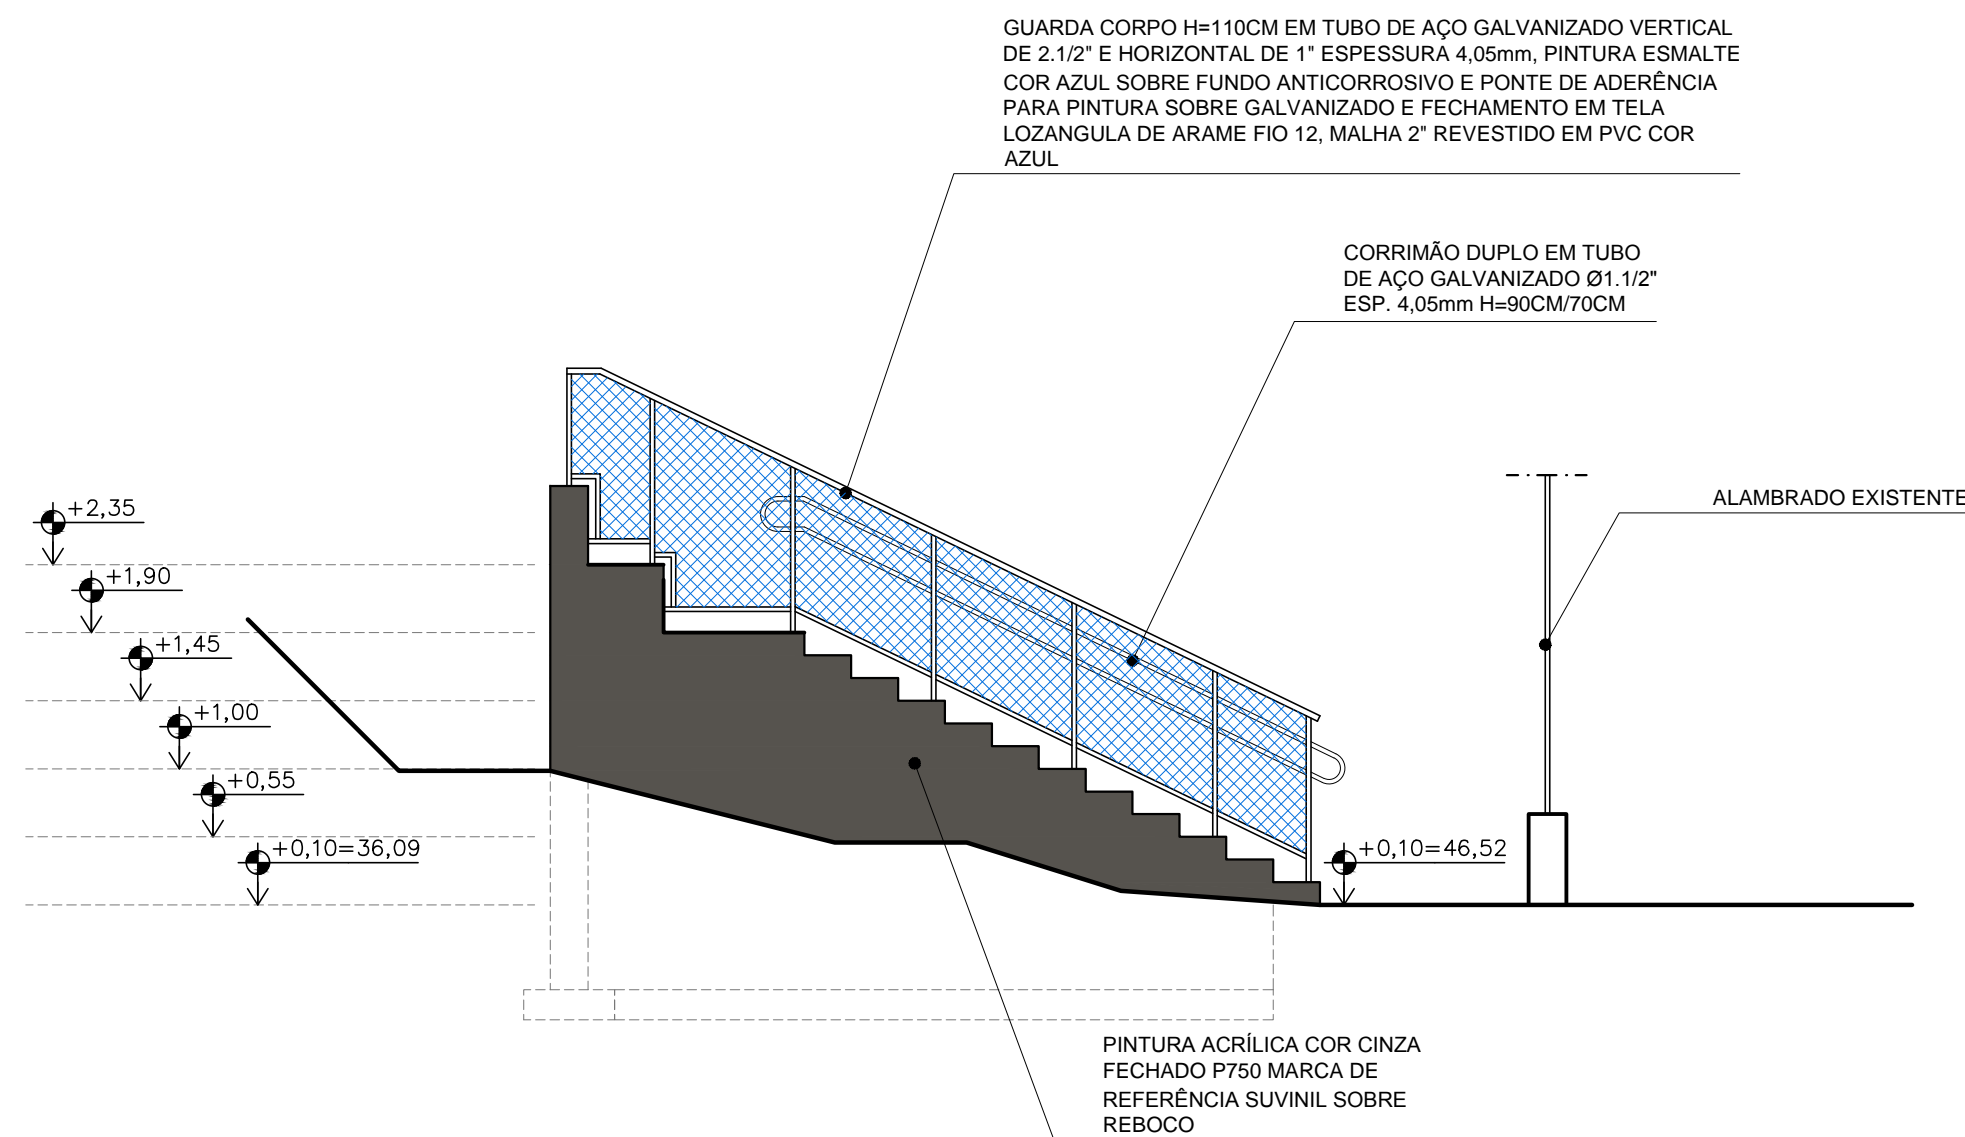 GUARDA CORPO H=110CM EM TUBO DE AÇO GALVANIZADO VERTICAL
DE 2.1/2" E HORIZONTAL DE 1" ESPESSURA 4,05mm, PINTURA ESMALTE
COR AZUL SOBRE FUNDO ANTICORROSIVO E PONTE DE ADERÊNCIA
PARA PINTURA SOBRE GALVANIZADO E FECHAMENTO EM TELA
LOZANGULA DE ARAME FIO 12, MALHA 2" REVESTIDO EM PVC COR
AZUL
CORRIMÃO DUPLO EM TUBO
DE AÇO GALVANIZADO Ø1.1/2"
ESP. 4,05mm H=90CM/70CM
ALAMBRADO EXISTENTE
+2,35
+1,90
+1,45
+1,00
+0,55
+0,10=36,09
+0,10=46,52
PINTURA ACRÍLICA COR CINZA
FECHADO P750 MARCA DE
REFERÊNCIA SUVINIL SOBRE
REBOCO